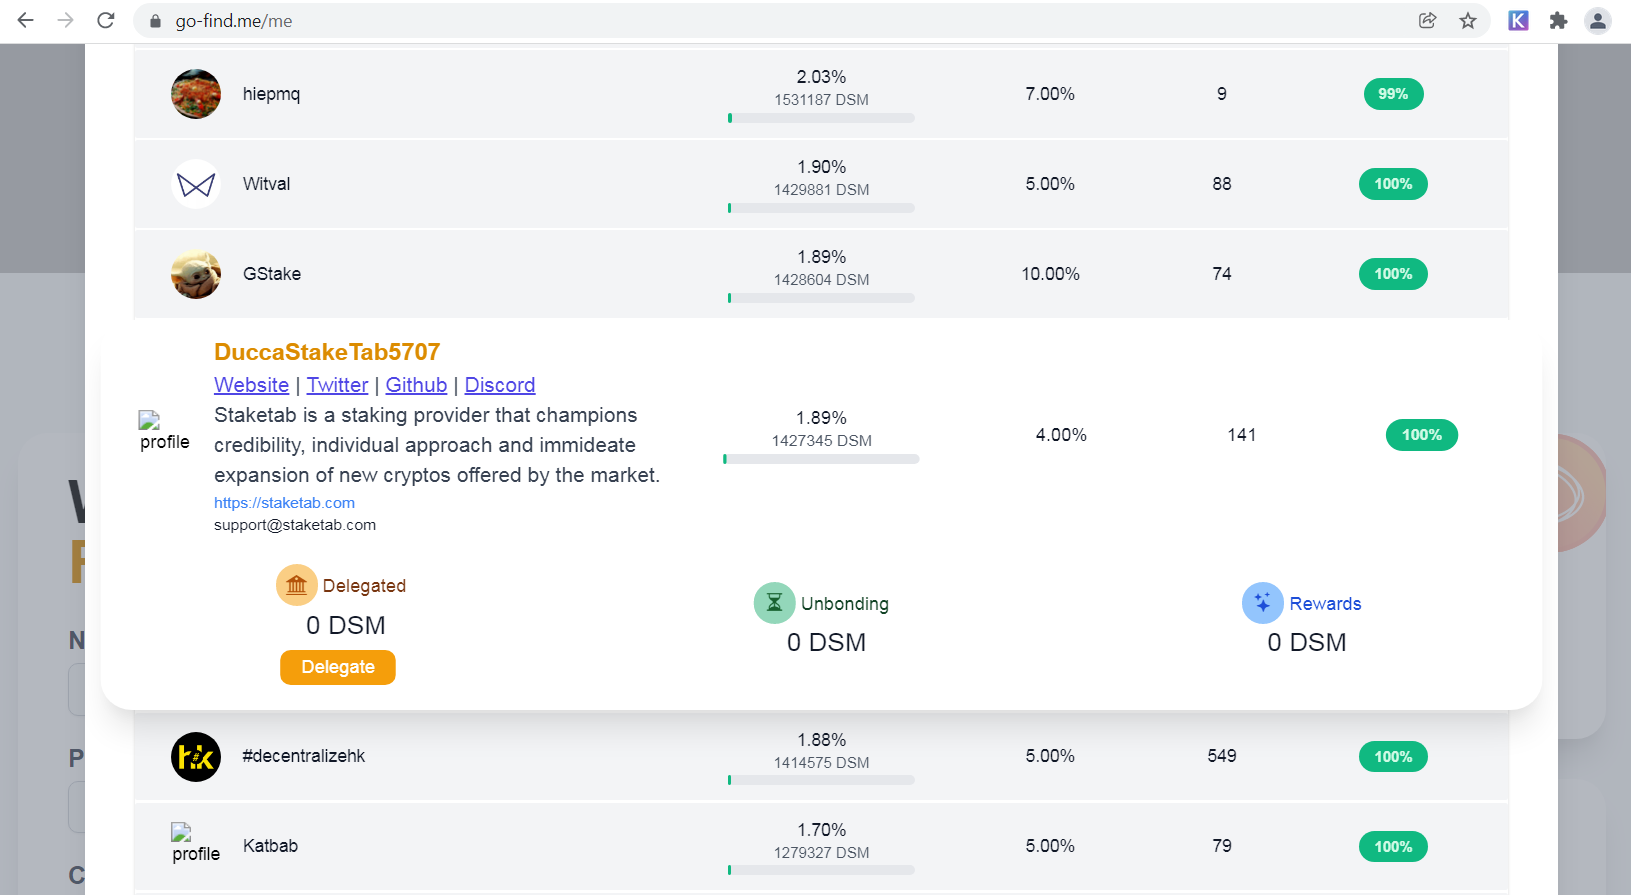 go-find.me/me
K
hiepmq 2.03% 1531187 DSM 7.00% 9 99%
Witval 1.90% 1429881 DSM 5.00% 88 100%
GStake 1.89% 1428604 DSM 10.00% 74 100%
DuccaStakeTab5707
Website | Twitter | Github | Discord
Staketab is a staking provider that champions
credibility, individual approach and immideate
expansion of new cryptos offered by the market.
https://staketab.com
support@staketab.com
profile
1.89%
1427345 DSM
4.00%
141
100%
Delegated
0 DSM
Delegate
Unbonding
0 DSM
Rewards
0 DSM
h#k
#decentralizehk 1.88% 1414575 DSM 5.00% 549 100%
profile
Katbab 1.70% 1279327 DSM 5.00% 79 100%
N
P
C